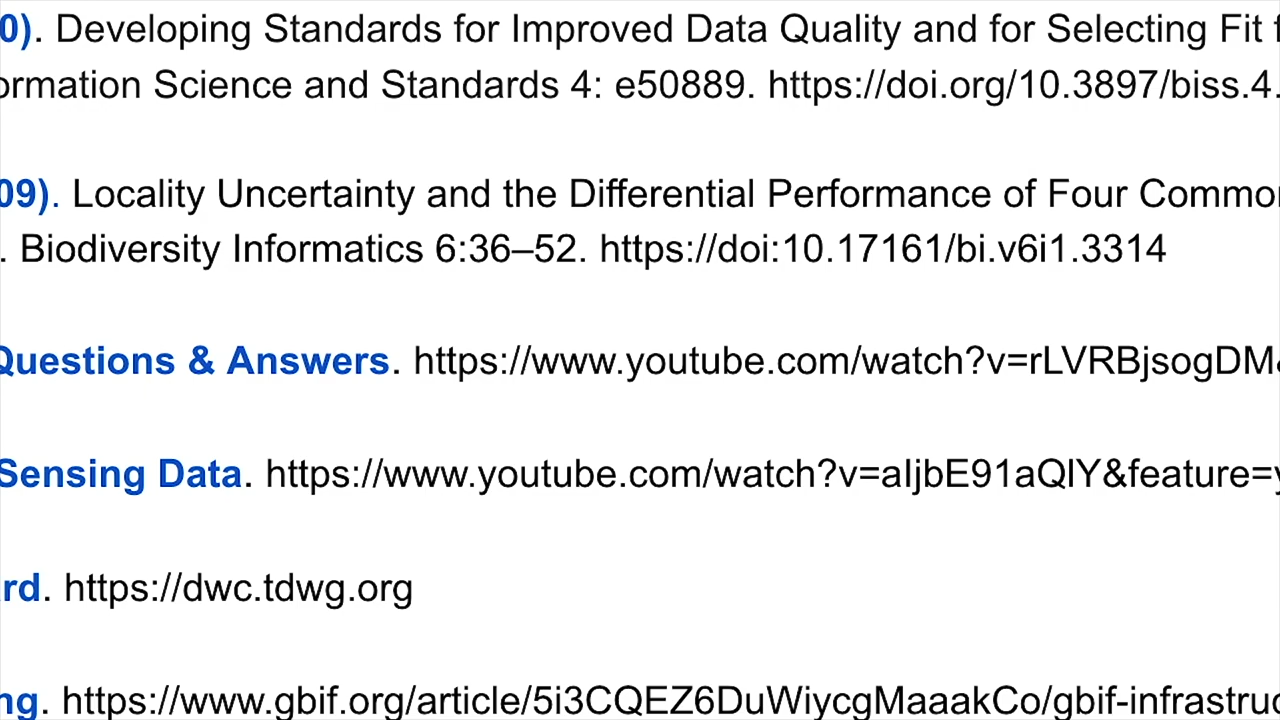 0). Developing Standards for Improved Data Quality and for Selecting Fit
ormation Science and Standards 4: e50889. https://doi.org/10.3897/biss.4.
09). Locality Uncertainty and the Differential Performance of Four Common
. Biodiversity Informatics 6:36–52. https://doi:10.17161/bi.v6i1.3314
Questions & Answers. https://www.youtube.com/watch?v=rLVRBjsogDM&
Sensing Data. https://www.youtube.com/watch?v=aIjbE91aQlY&feature=y
rd. https://dwc.tdwg.org
ng. https://www.gbif.org/article/5i3CQEZ6DuWiycgMaaakCo/gbif-infrastruc